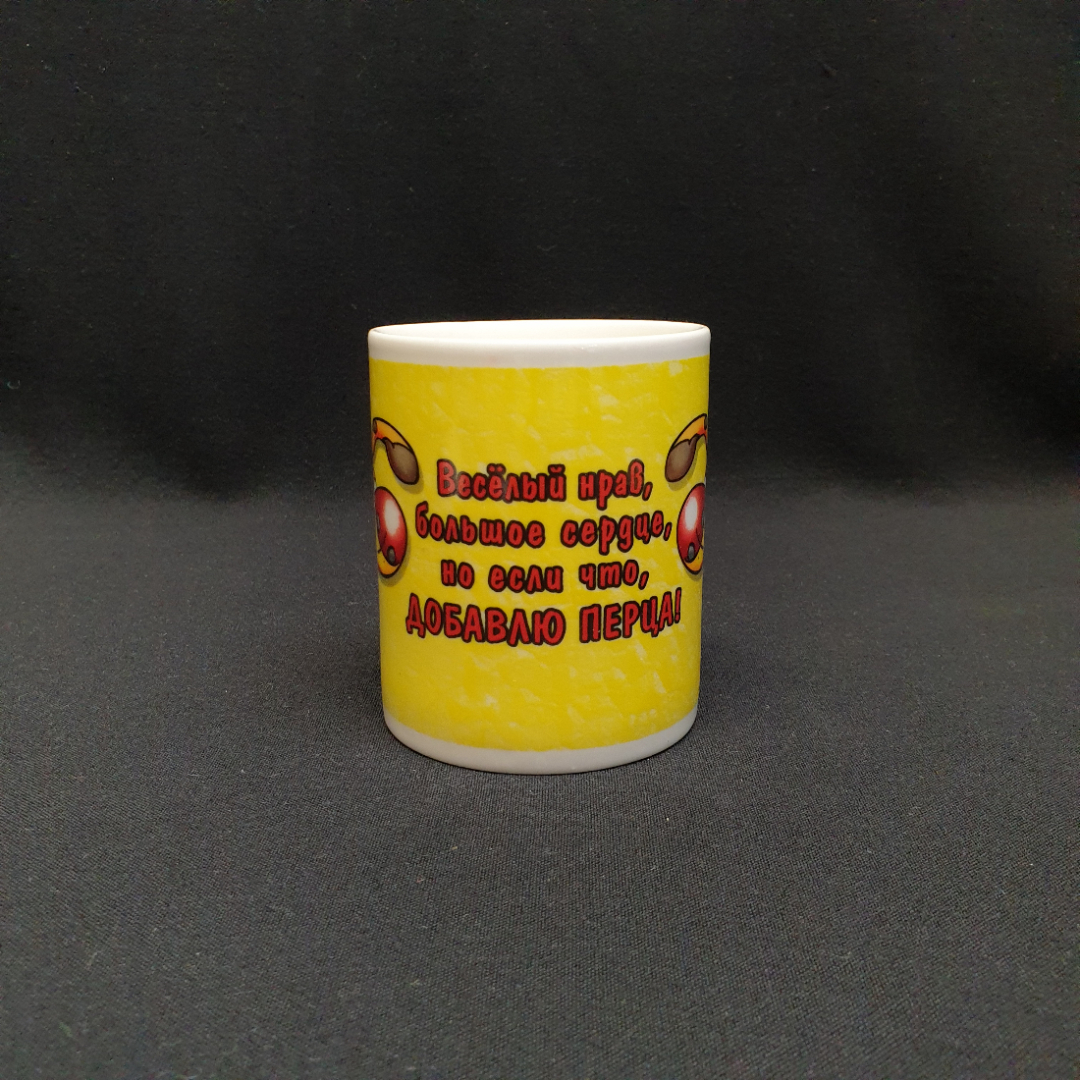 Весёлый нрав,
большое сердце,
но если что,
ДОБАВЛЮ ПЕРЦА!